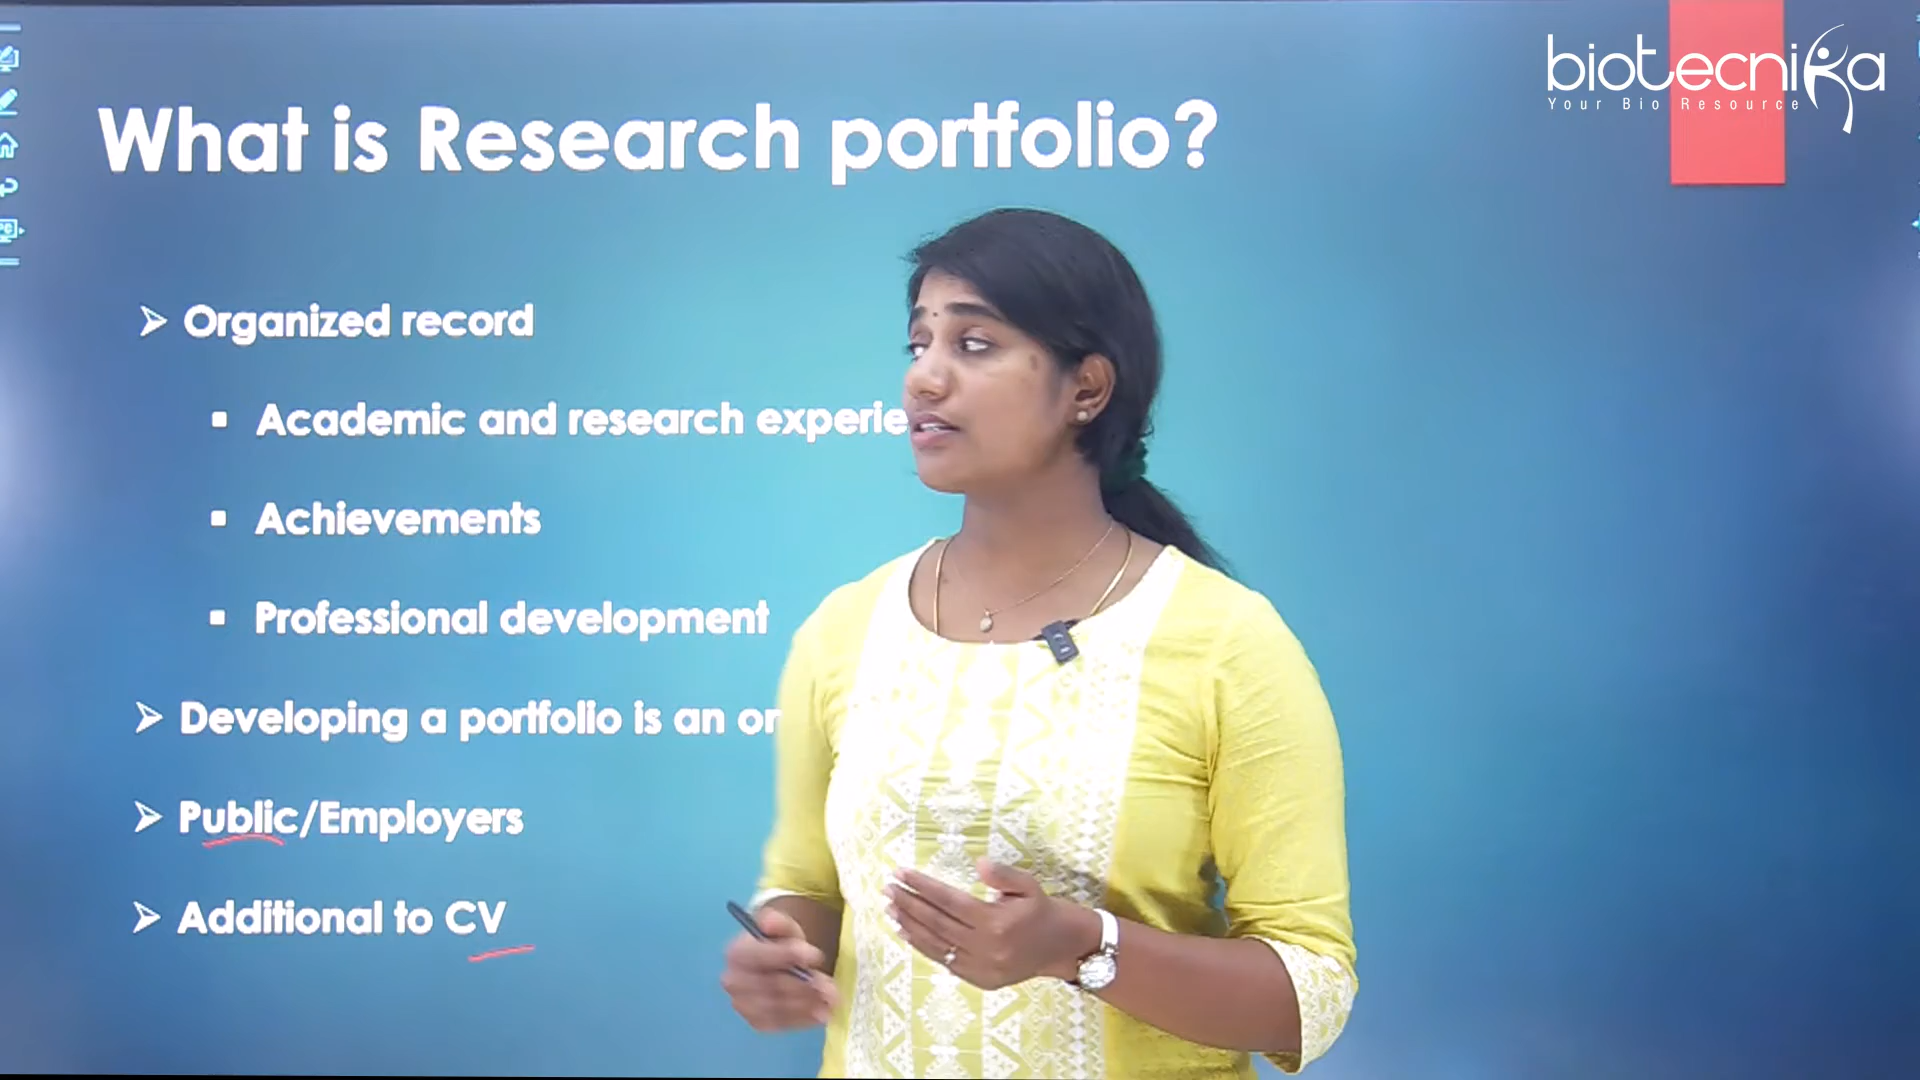 biotecnika
Your Bio Resource
What is Research portfolio?
Organized record
Academic and research experie
Achievements
Professional development
Developing a portfolio is an
Public/Employers
Additional to CV